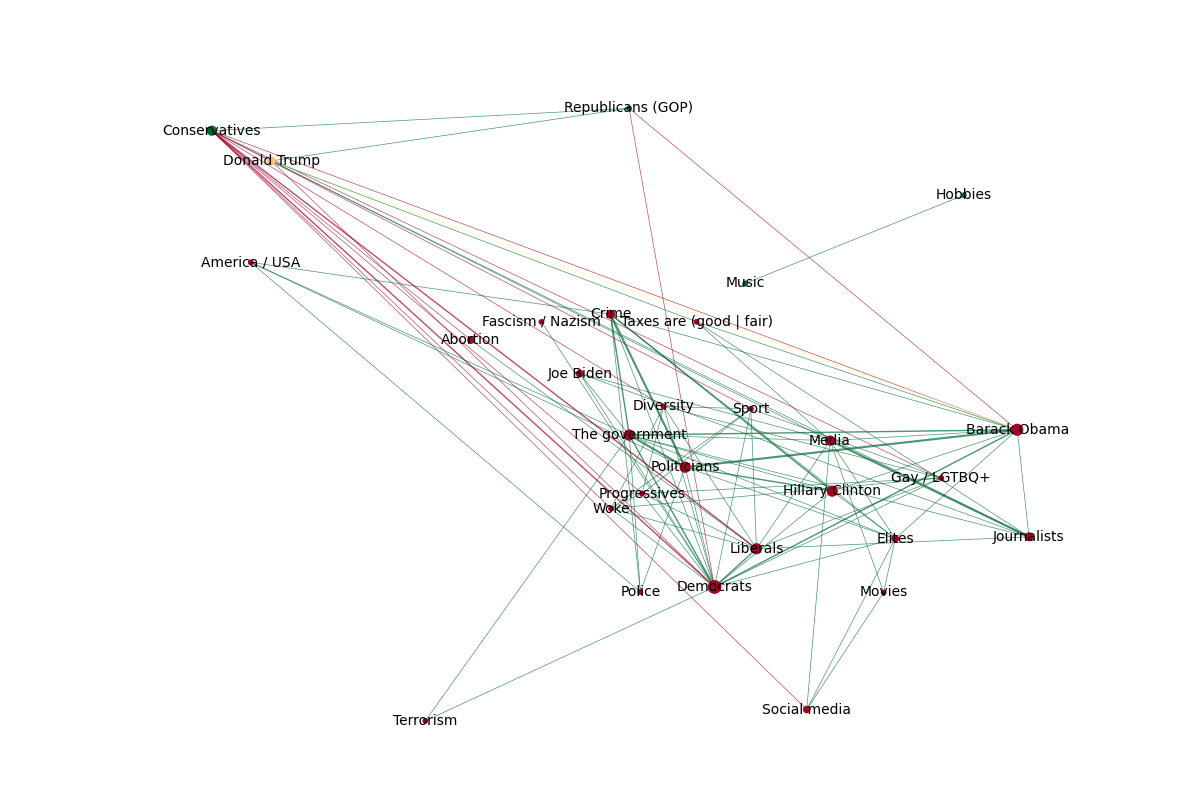 Republicans (GOP)
Conservatives
Donald Trump
Hobbies
America / USA
Music
Crime
Fascism / Nazism
Taxes are (good | fair)
Abortion
Joe Biden
Diversity
Sport
Barack Obama
The government
Media
Politicians
Gay / LGTBQ+
Hillary Clinton
Progressives
Woke
Journalists
Elites
Liberals
Democrats
Police
Movies
Social media
Terrorism